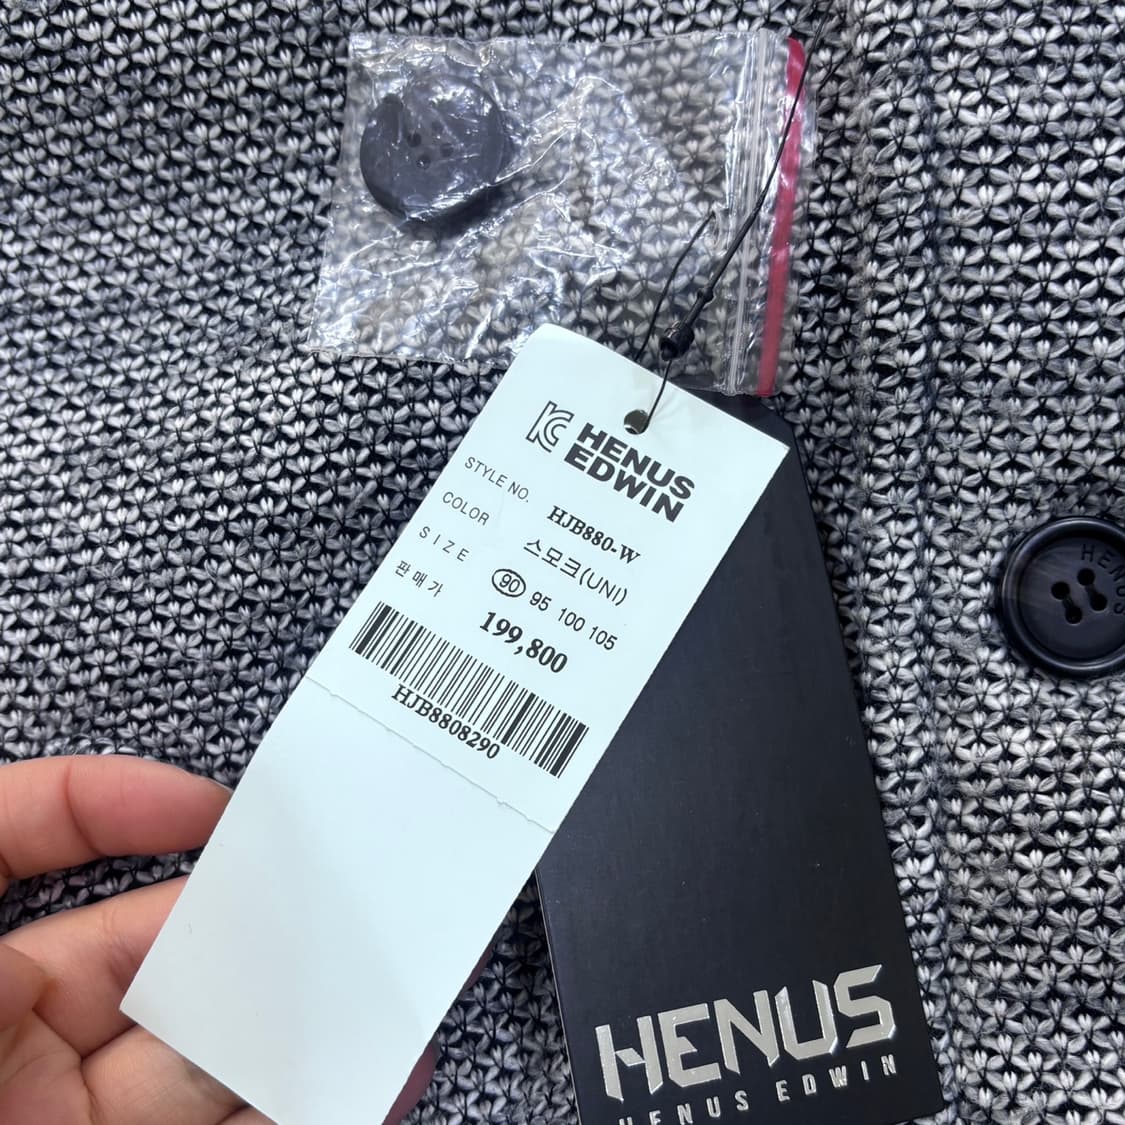 KC HENUS
EDWIN
STYLE NO. HJB880-W
COLOR 스모크(UNI)
SIZE 90 95 100 105
판매가 199,800
HJB8808290
HENUS
HENUS
HENUS EDWIN